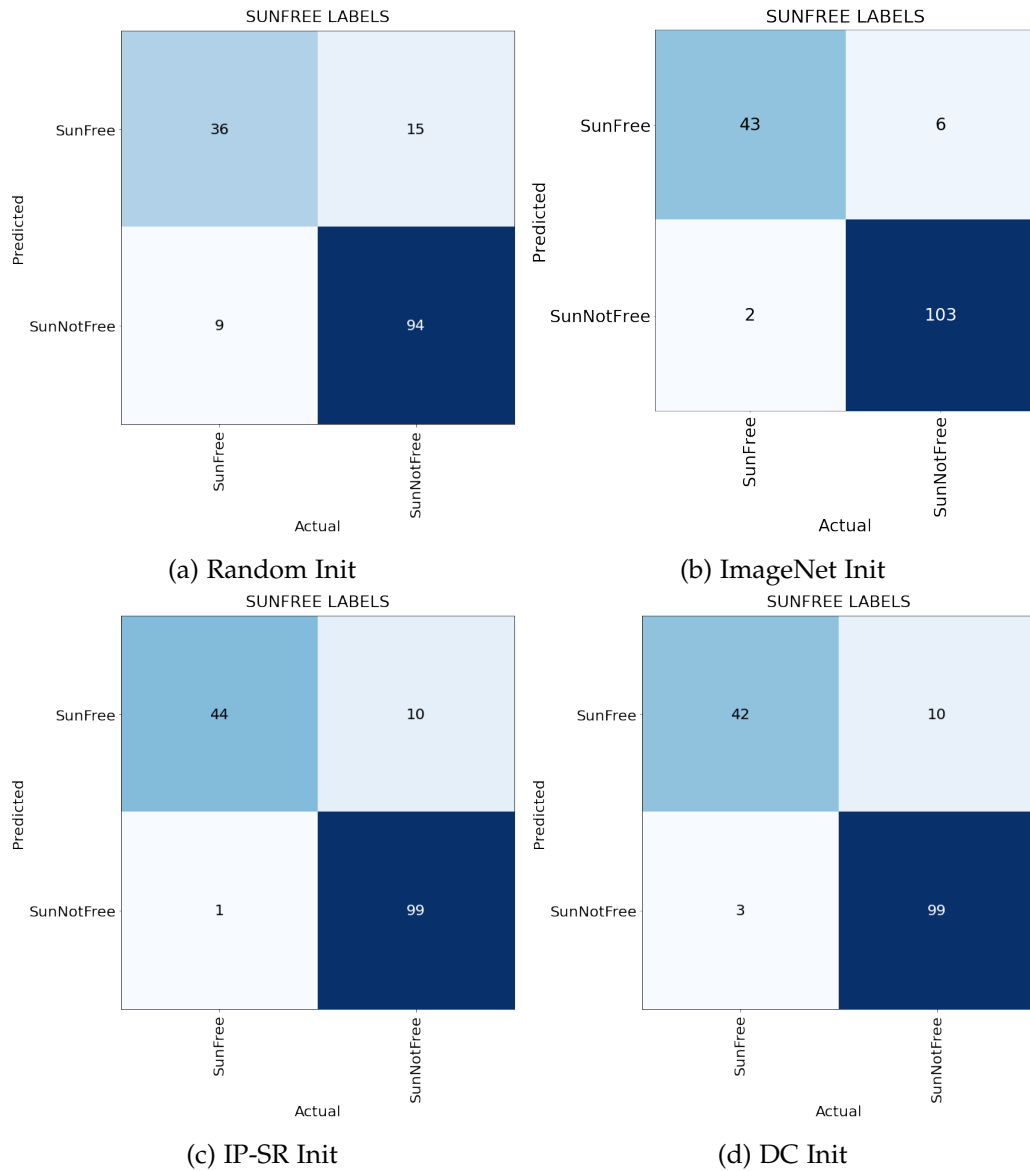 SUNFREE LABELS
SunFree
36
15
Predicted
SunNotFree
9
94
SunFree
SunNotFree
Actual
(a) Random Init
SUNFREE LABELS
SunFree
43
6
Predicted
SunNotFree
2
103
SunFree
SunNotFree
Actual
(b) ImageNet Init
SUNFREE LABELS
SunFree
44
10
Predicted
SunNotFree
1
99
SunFree
SunNotFree
Actual
(c) IP-SR Init
SUNFREE LABELS
SunFree
42
10
Predicted
SunNotFree
3
99
SunFree
SunNotFree
Actual
(d) DC Init